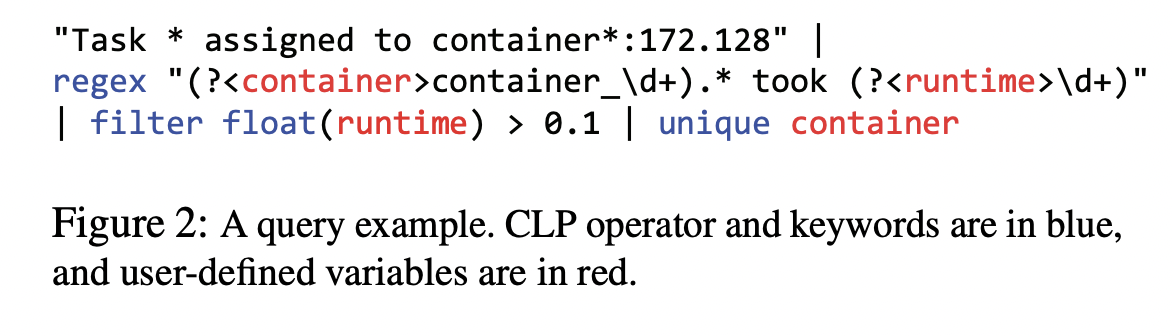 "Task * assigned to container*:172.128" |
regex "(?<container>container_\d+).* took (?<runtime>\d+)"
| filter float(runtime) > 0.1 | unique container
Figure 2: A query example. CLP operator and keywords are in blue,
and user-defined variables are in red.